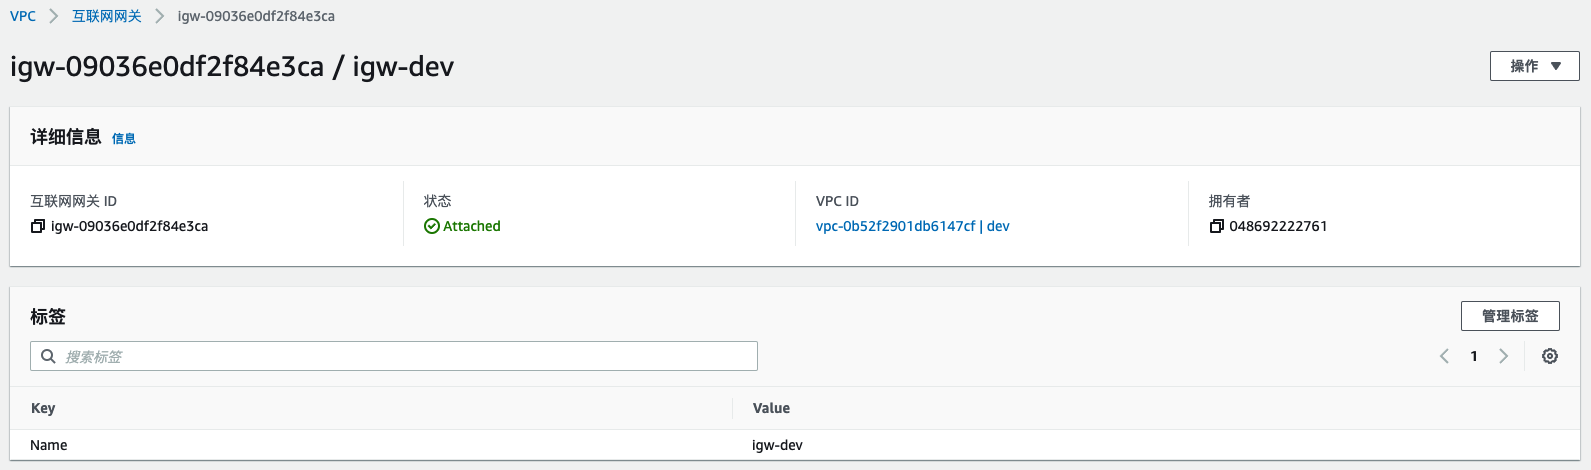 VPC 互联网网关 igw-09036e0df2f84e3ca
igw-09036e0df2f84e3ca / igw-dev
操作
详细信息 信息
互联网网关 ID 状态 VPC ID 拥有者
igw-09036e0df2f84e3ca Attached vpc-0b52f2901db6147cf | dev 048692222761
标签
管理标签
搜索标签
1
Key Value
Name igw-dev